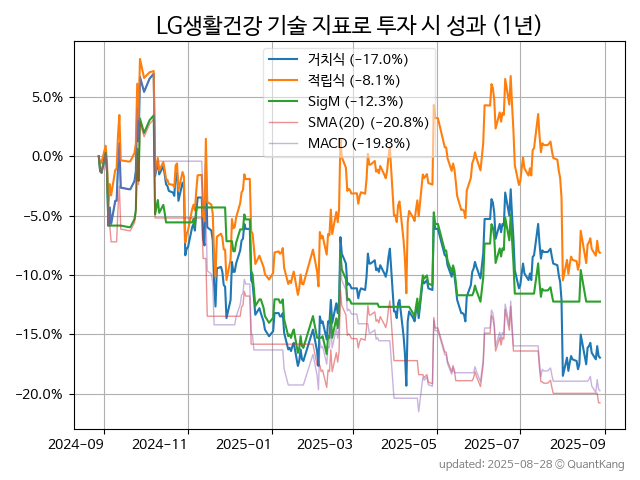 LG생활건강 기술 지표로 투자 시 성과 (1년)
거치식 (−17.0%)
적립식 (−8.1%)
SigM (−12.3%)
SMA(20) (−20.8%)
MACD (−19.8%)
5.0%
0.0%
−5.0%
−10.0%
−15.0%
−20.0%
2024-09 2024-11 2025-01 2025-03 2025-05 2025-07 2025-09
updated: 2025-08-28 © QuantKang